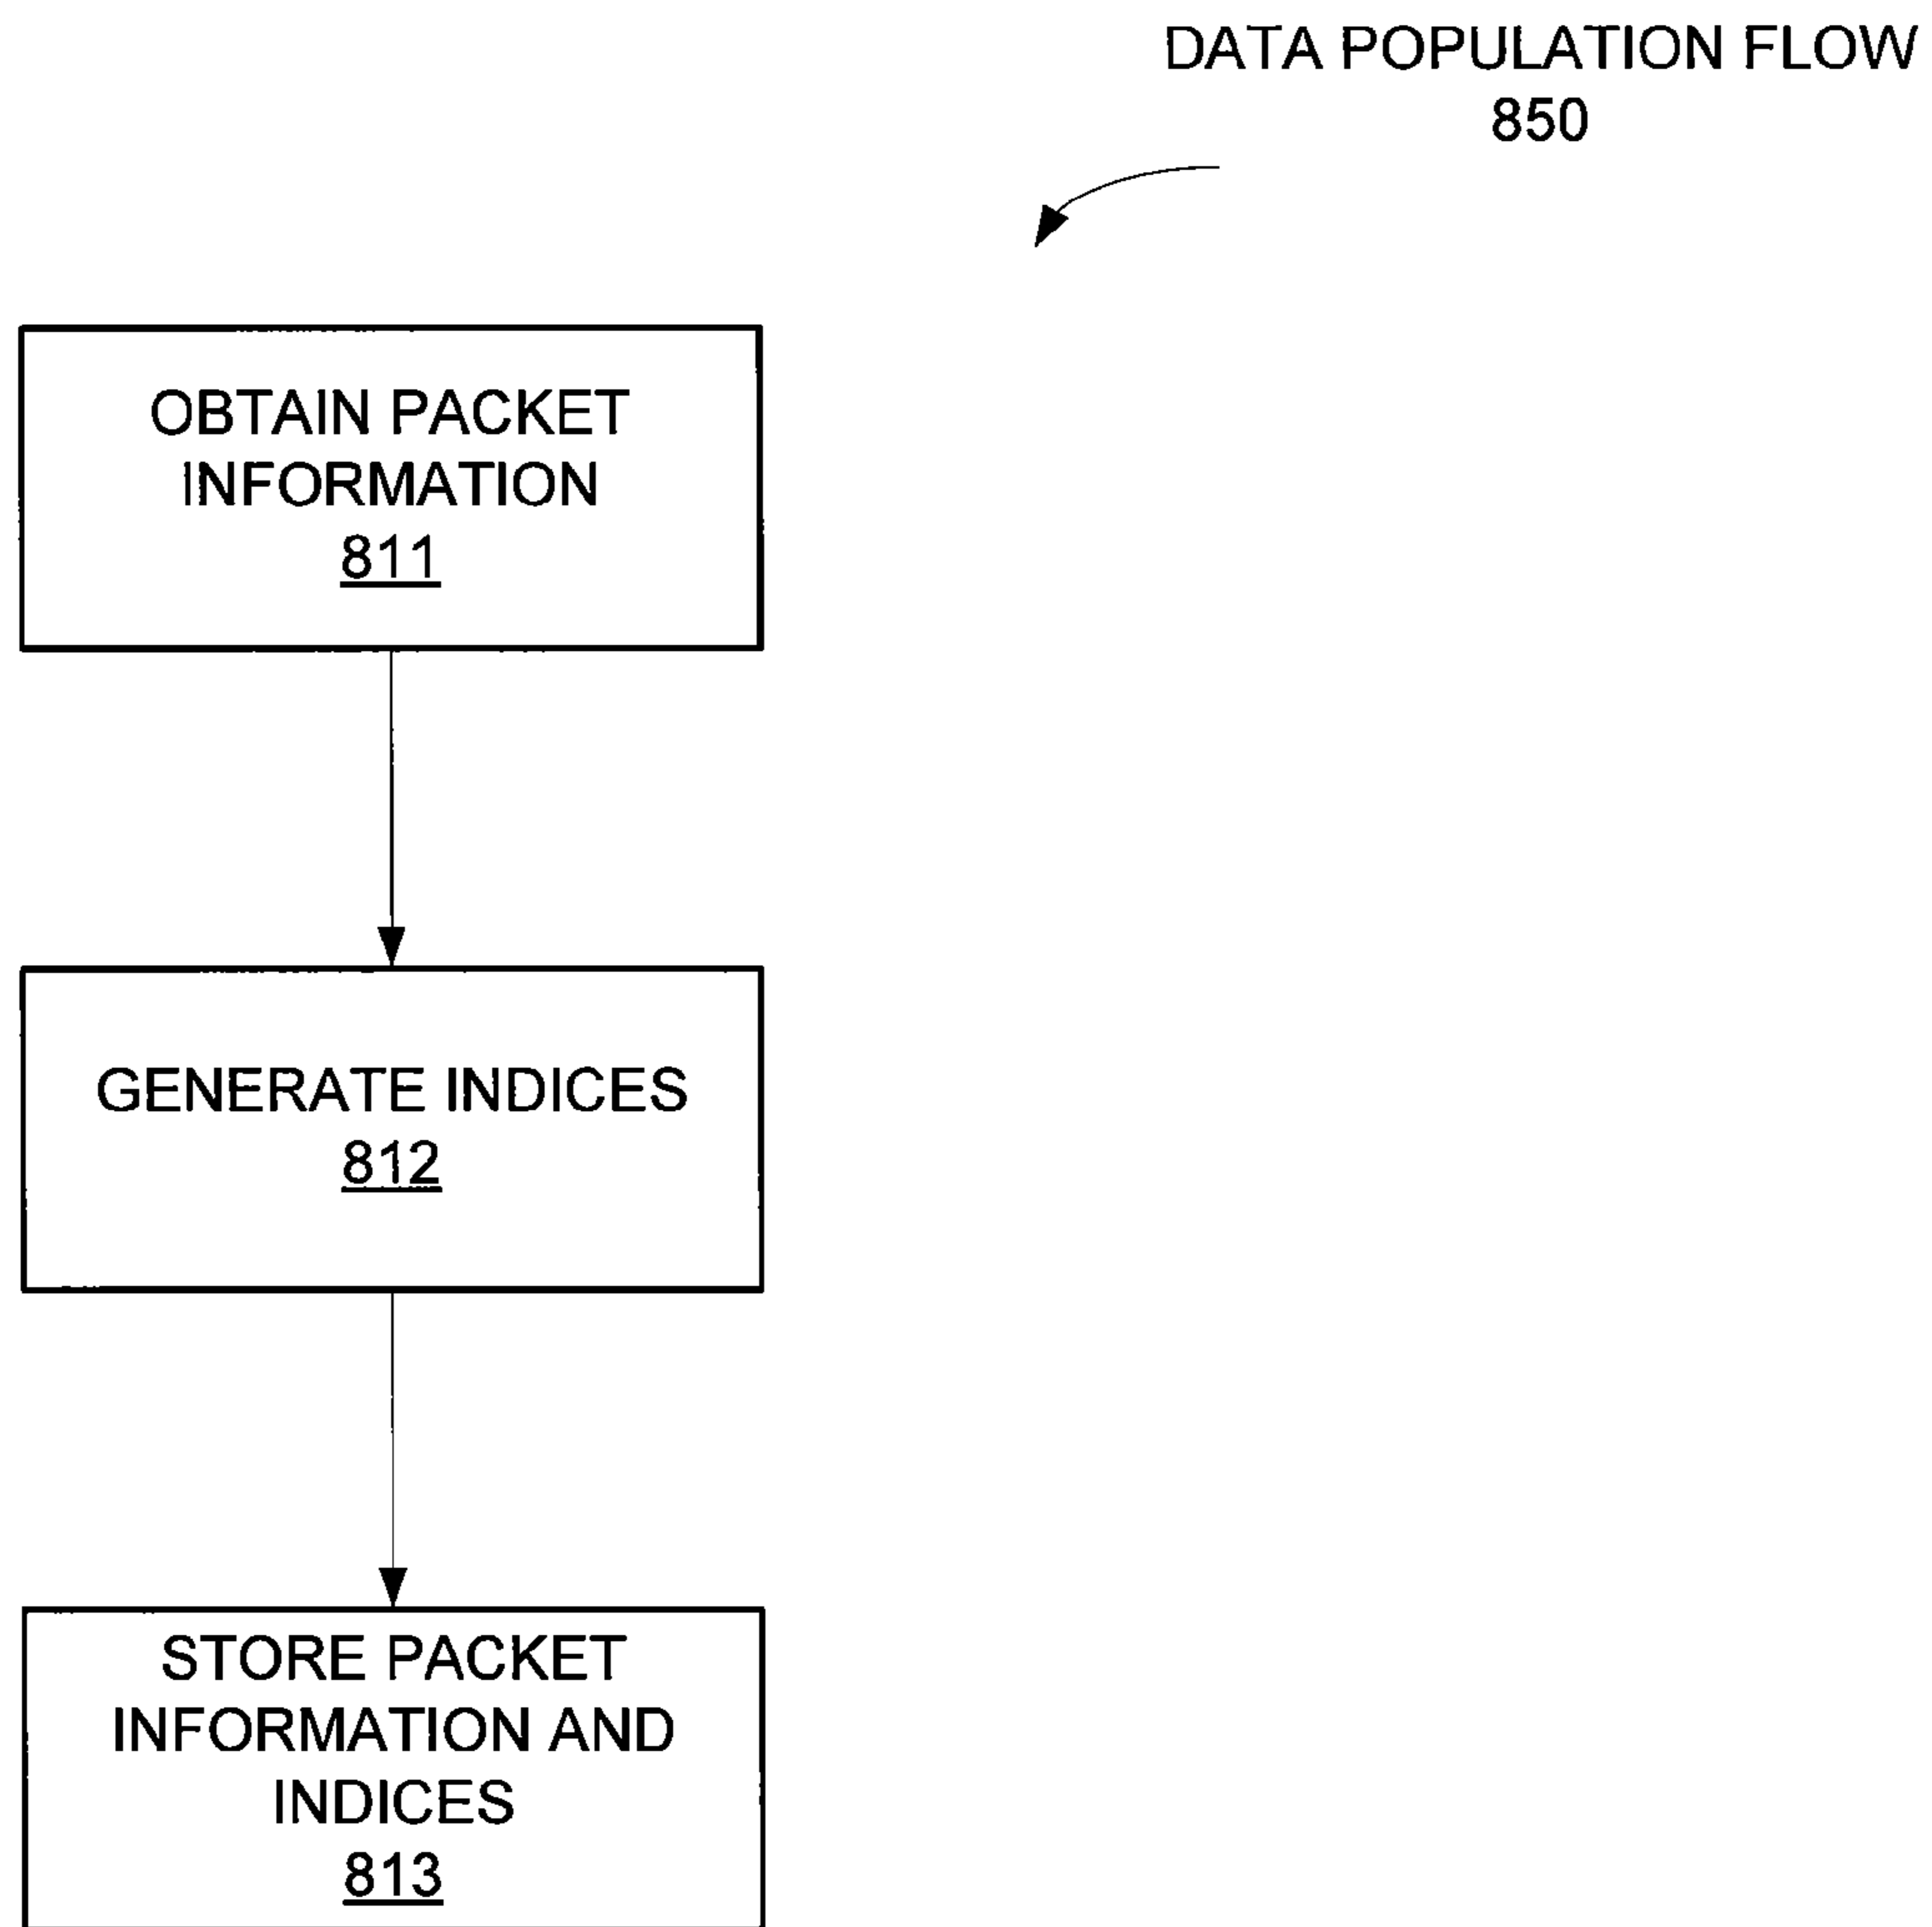 DATA POPULATION FLOW
850
OBTAIN PACKET
INFORMATION
811
GENERATE INDICES
812
STORE PACKET
INFORMATION AND
INDICES
813